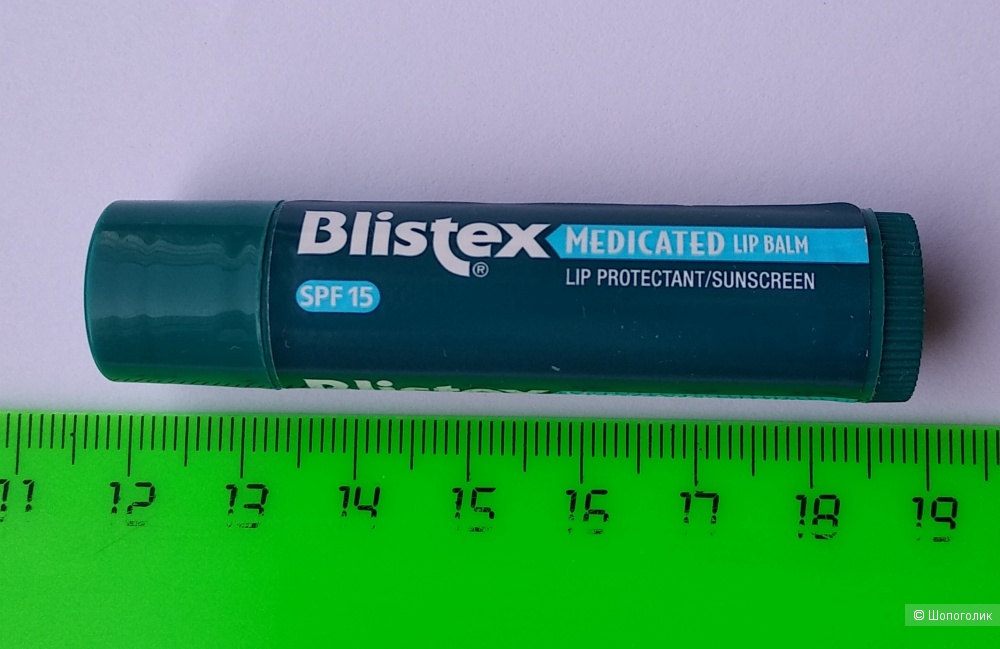 Blistex® MEDICATED LIP BALM
LIP PROTECTANT/SUNSCREEN
SPF 15
Blistex
11 12 13 14 15 16 17 18 19
© Шопоголик